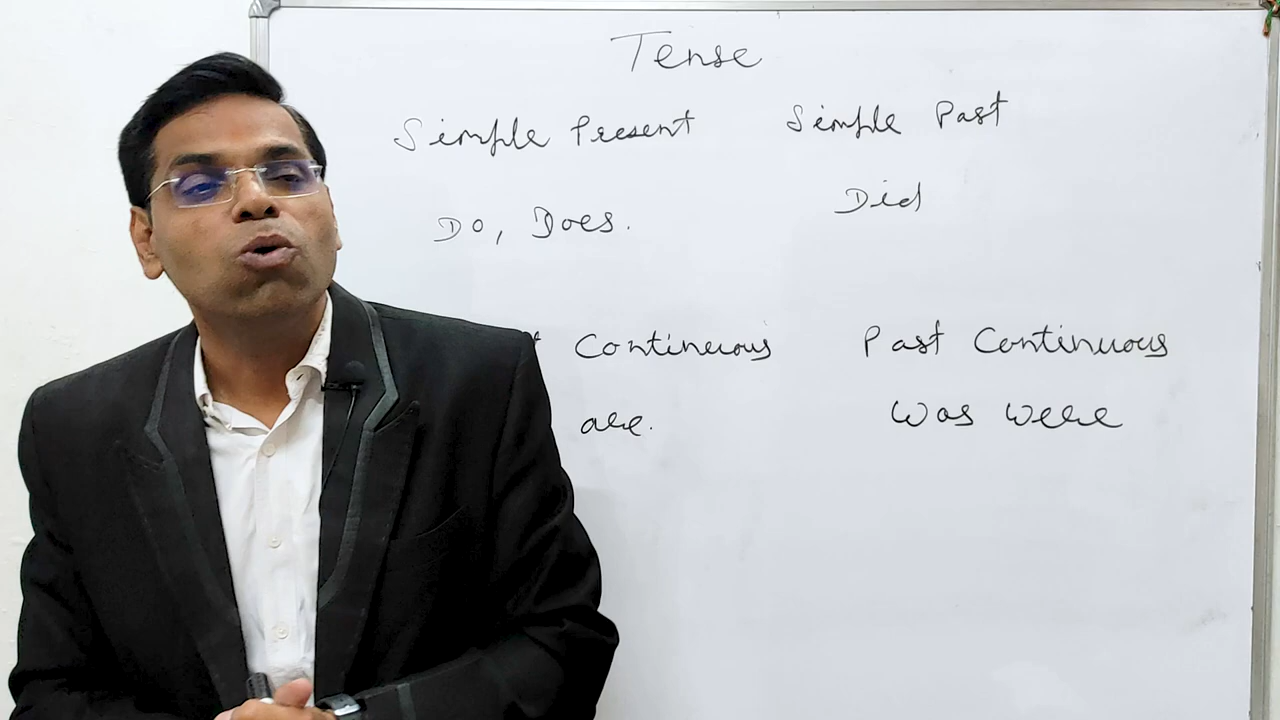 Tense
Simple Present
Simple Past
Do, Does.
Did
Continuous
Past Continuous
are.
Was Were